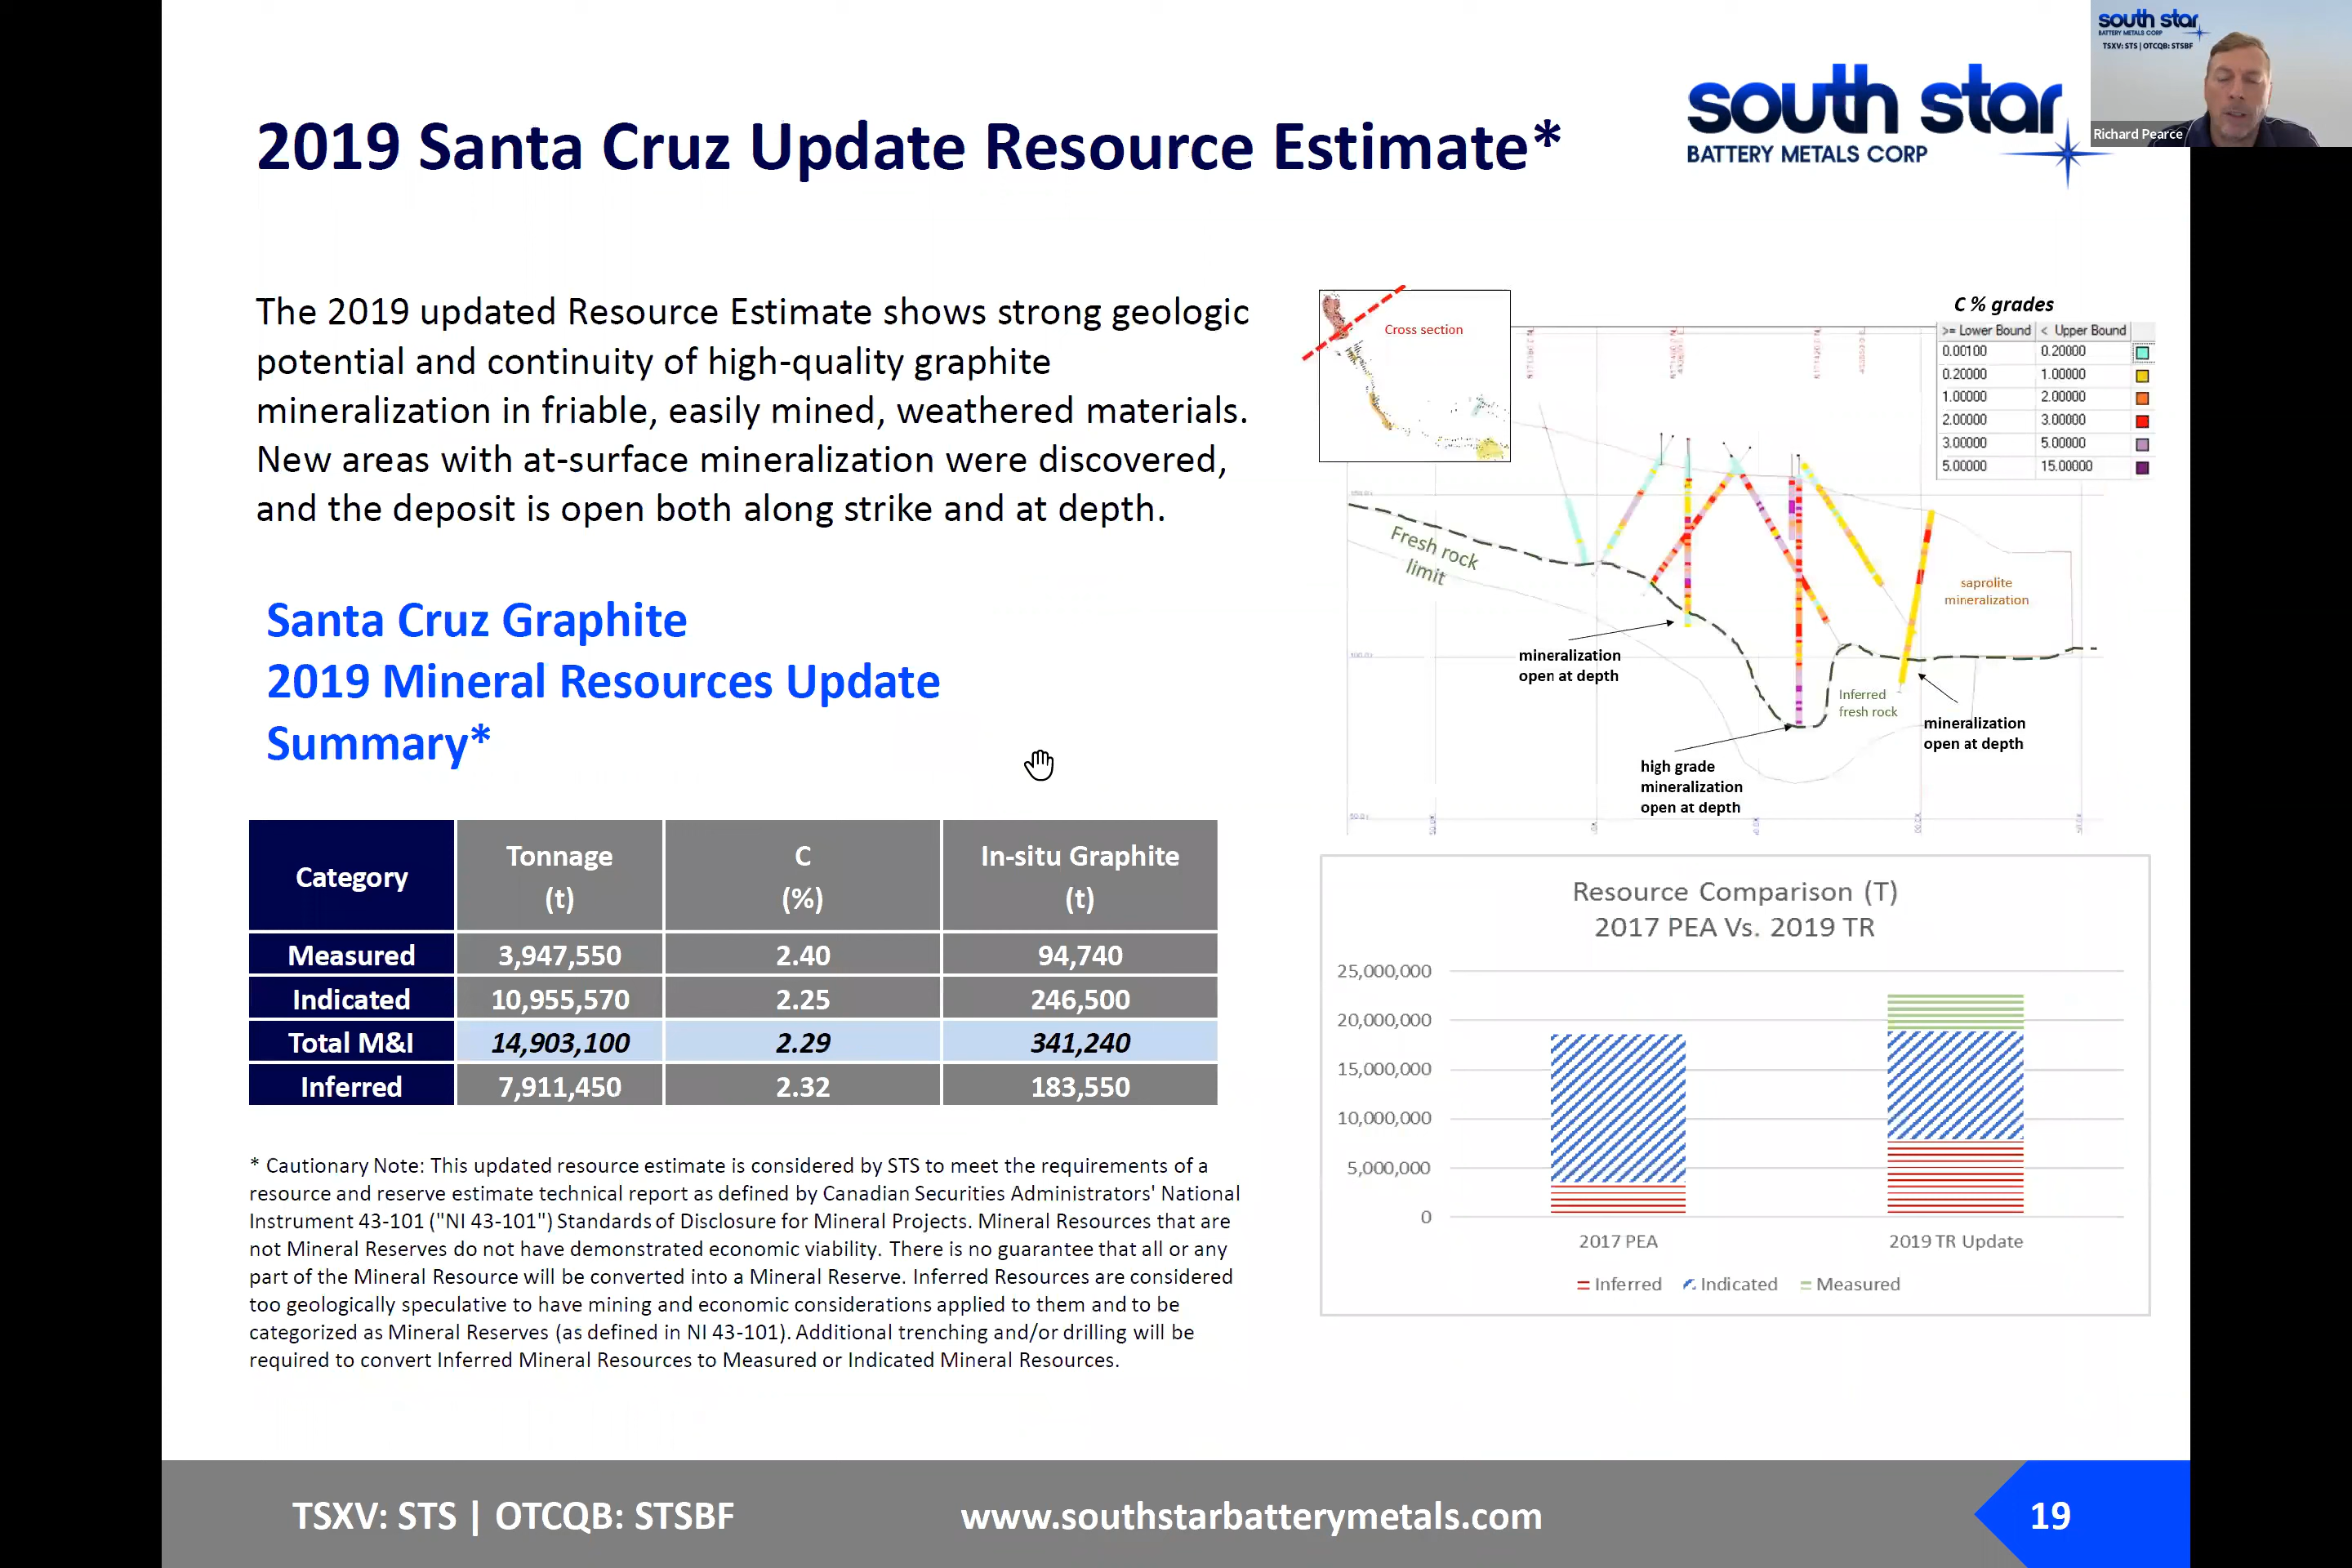 south star
BATTERY METALS CORP
TSXV: STS | OTCQB: STSBF
Richard Pearce
2019 Santa Cruz Update Resource Estimate*
south star
BATTERY METALS CORP
The 2019 updated Resource Estimate shows strong geologic
potential and continuity of high-quality graphite
mineralization in friable, easily mined, weathered materials.
New areas with at-surface mineralization were discovered,
and the deposit is open both along strike and at depth.
Santa Cruz Graphite
2019 Mineral Resources Update
Summary*
Category Tonnage (t) C (%) In-situ Graphite (t)
Measured 3,947,550 2.40 94,740
Indicated 10,955,570 2.25 246,500
Total M&I 14,903,100 2.29 341,240
Inferred 7,911,450 2.32 183,550
* Cautionary Note: This updated resource estimate is considered by STS to meet the requirements of a
resource and reserve estimate technical report as defined by Canadian Securities Administrators' National
Instrument 43-101 ("NI 43-101") Standards of Disclosure for Mineral Projects. Mineral Resources that are
not Mineral Reserves do not have demonstrated economic viability. There is no guarantee that all or any
part of the Mineral Resource will be converted into a Mineral Reserve. Inferred Resources are considered
too geologically speculative to have mining and economic considerations applied to them and to be
categorized as Mineral Reserves (as defined in NI 43-101). Additional trenching and/or drilling will be
required to convert Inferred Mineral Resources to Measured or Indicated Mineral Resources.
Cross section
C % grades
>= Lower Bound < Upper Bound
0.00100 0.20000
0.20000 1.00000
1.00000 2.00000
2.00000 3.00000
3.00000 5.00000
5.00000 15.00000
Fresh rock
limit
saprolite
mineralization
mineralization
open at depth
Inferred
fresh rock
mineralization
open at depth
high grade
mineralization
open at depth
Resource Comparison (T)
2017 PEA Vs. 2019 TR
25,000,000
20,000,000
15,000,000
10,000,000
5,000,000
0
2017 PEA 2019 TR Update
Inferred Indicated Measured
TSXV: STS | OTCQB: STSBF www.southstarbatterymetals.com 19